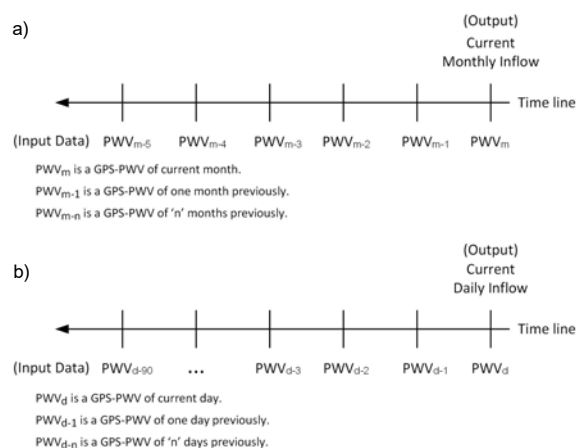 a)
(Output)
Current
Monthly Inflow
Time line
(Input Data) PWVm-5 PWVm-4 PWVm-3 PWVm-2 PWVm-1 PWVm
PWVm is a GPS-PWV of current month.
PWVm-1 is a GPS-PWV of one month previously.
PWVm-n is a GPS-PWV of ‘n’ months previously.
b)
(Output)
Current
Daily Inflow
Time line
(Input Data) PWVd-90 ... PWVd-3 PWVd-2 PWVd-1 PWVd
PWVd is a GPS-PWV of current day.
PWVd-1 is a GPS-PWV of one day previously.
PWVd-n is a GPS-PWV of ‘n’ days previously.